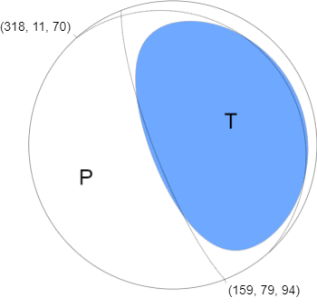 (318, 11, 70)
T
P
(159, 79, 94)